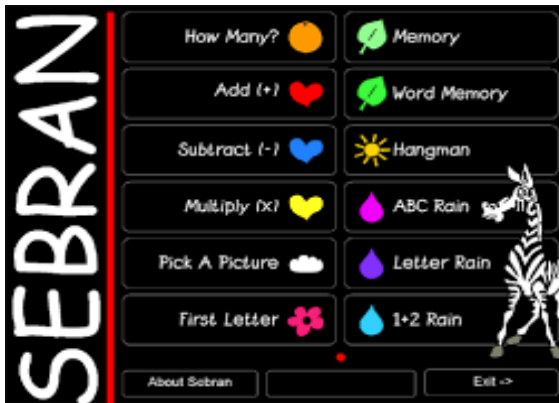 SEBRAN
How Many?
Add (+)
Subtract (-)
Multiply (x)
Pick A Picture
First Letter
Memory
Word Memory
Hangman
ABC Rain
Letter Rain
1+2 Rain
About Sebran
Exit ->